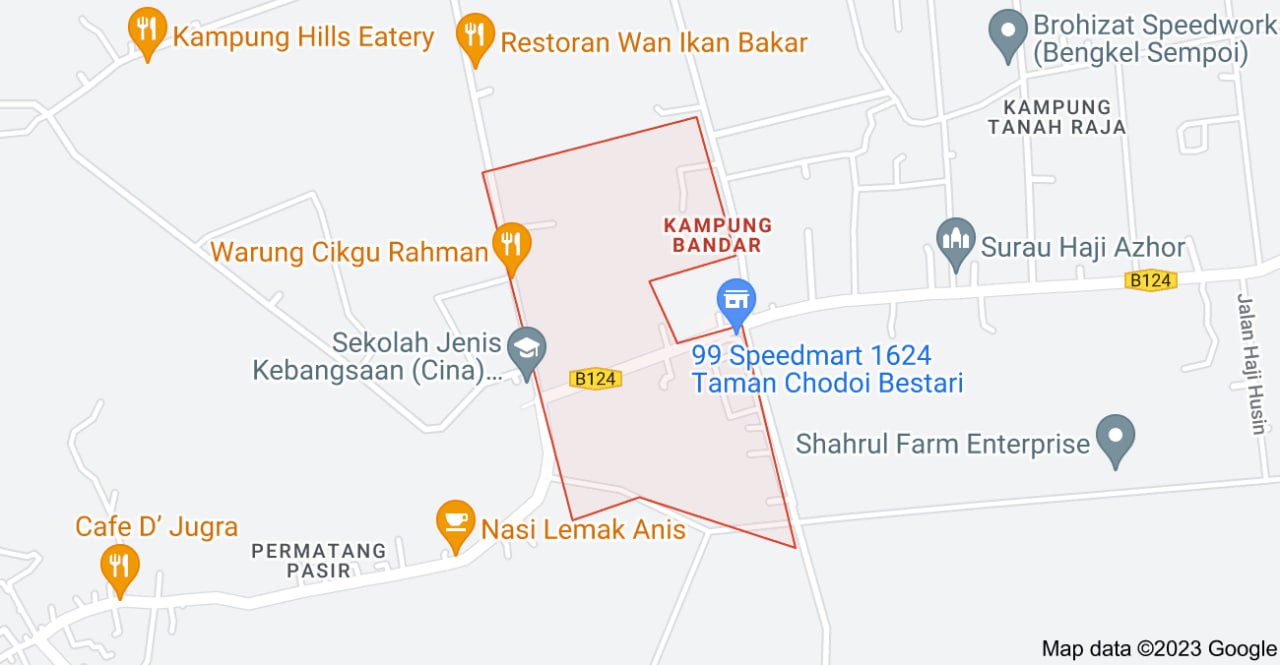 Kampung Hills Eatery
Restoran Wan Ikan Bakar
Brohizat Speedwork
(Bengkel Sempoi)
KAMPUNG
TANAH RAJA
KAMPUNG
BANDAR
Warung Cikgu Rahman
Surau Haji Azhor
B124
Sekolah Jenis
Kebangsaan (Cina)...
B124
99 Speedmart 1624
Taman Chodoi Bestari
Jalan Haji Husin
Shahrul Farm Enterprise
Cafe D’ Jugra
Nasi Lemak Anis
PERMATANG
PASIR
Map data ©2023 Google